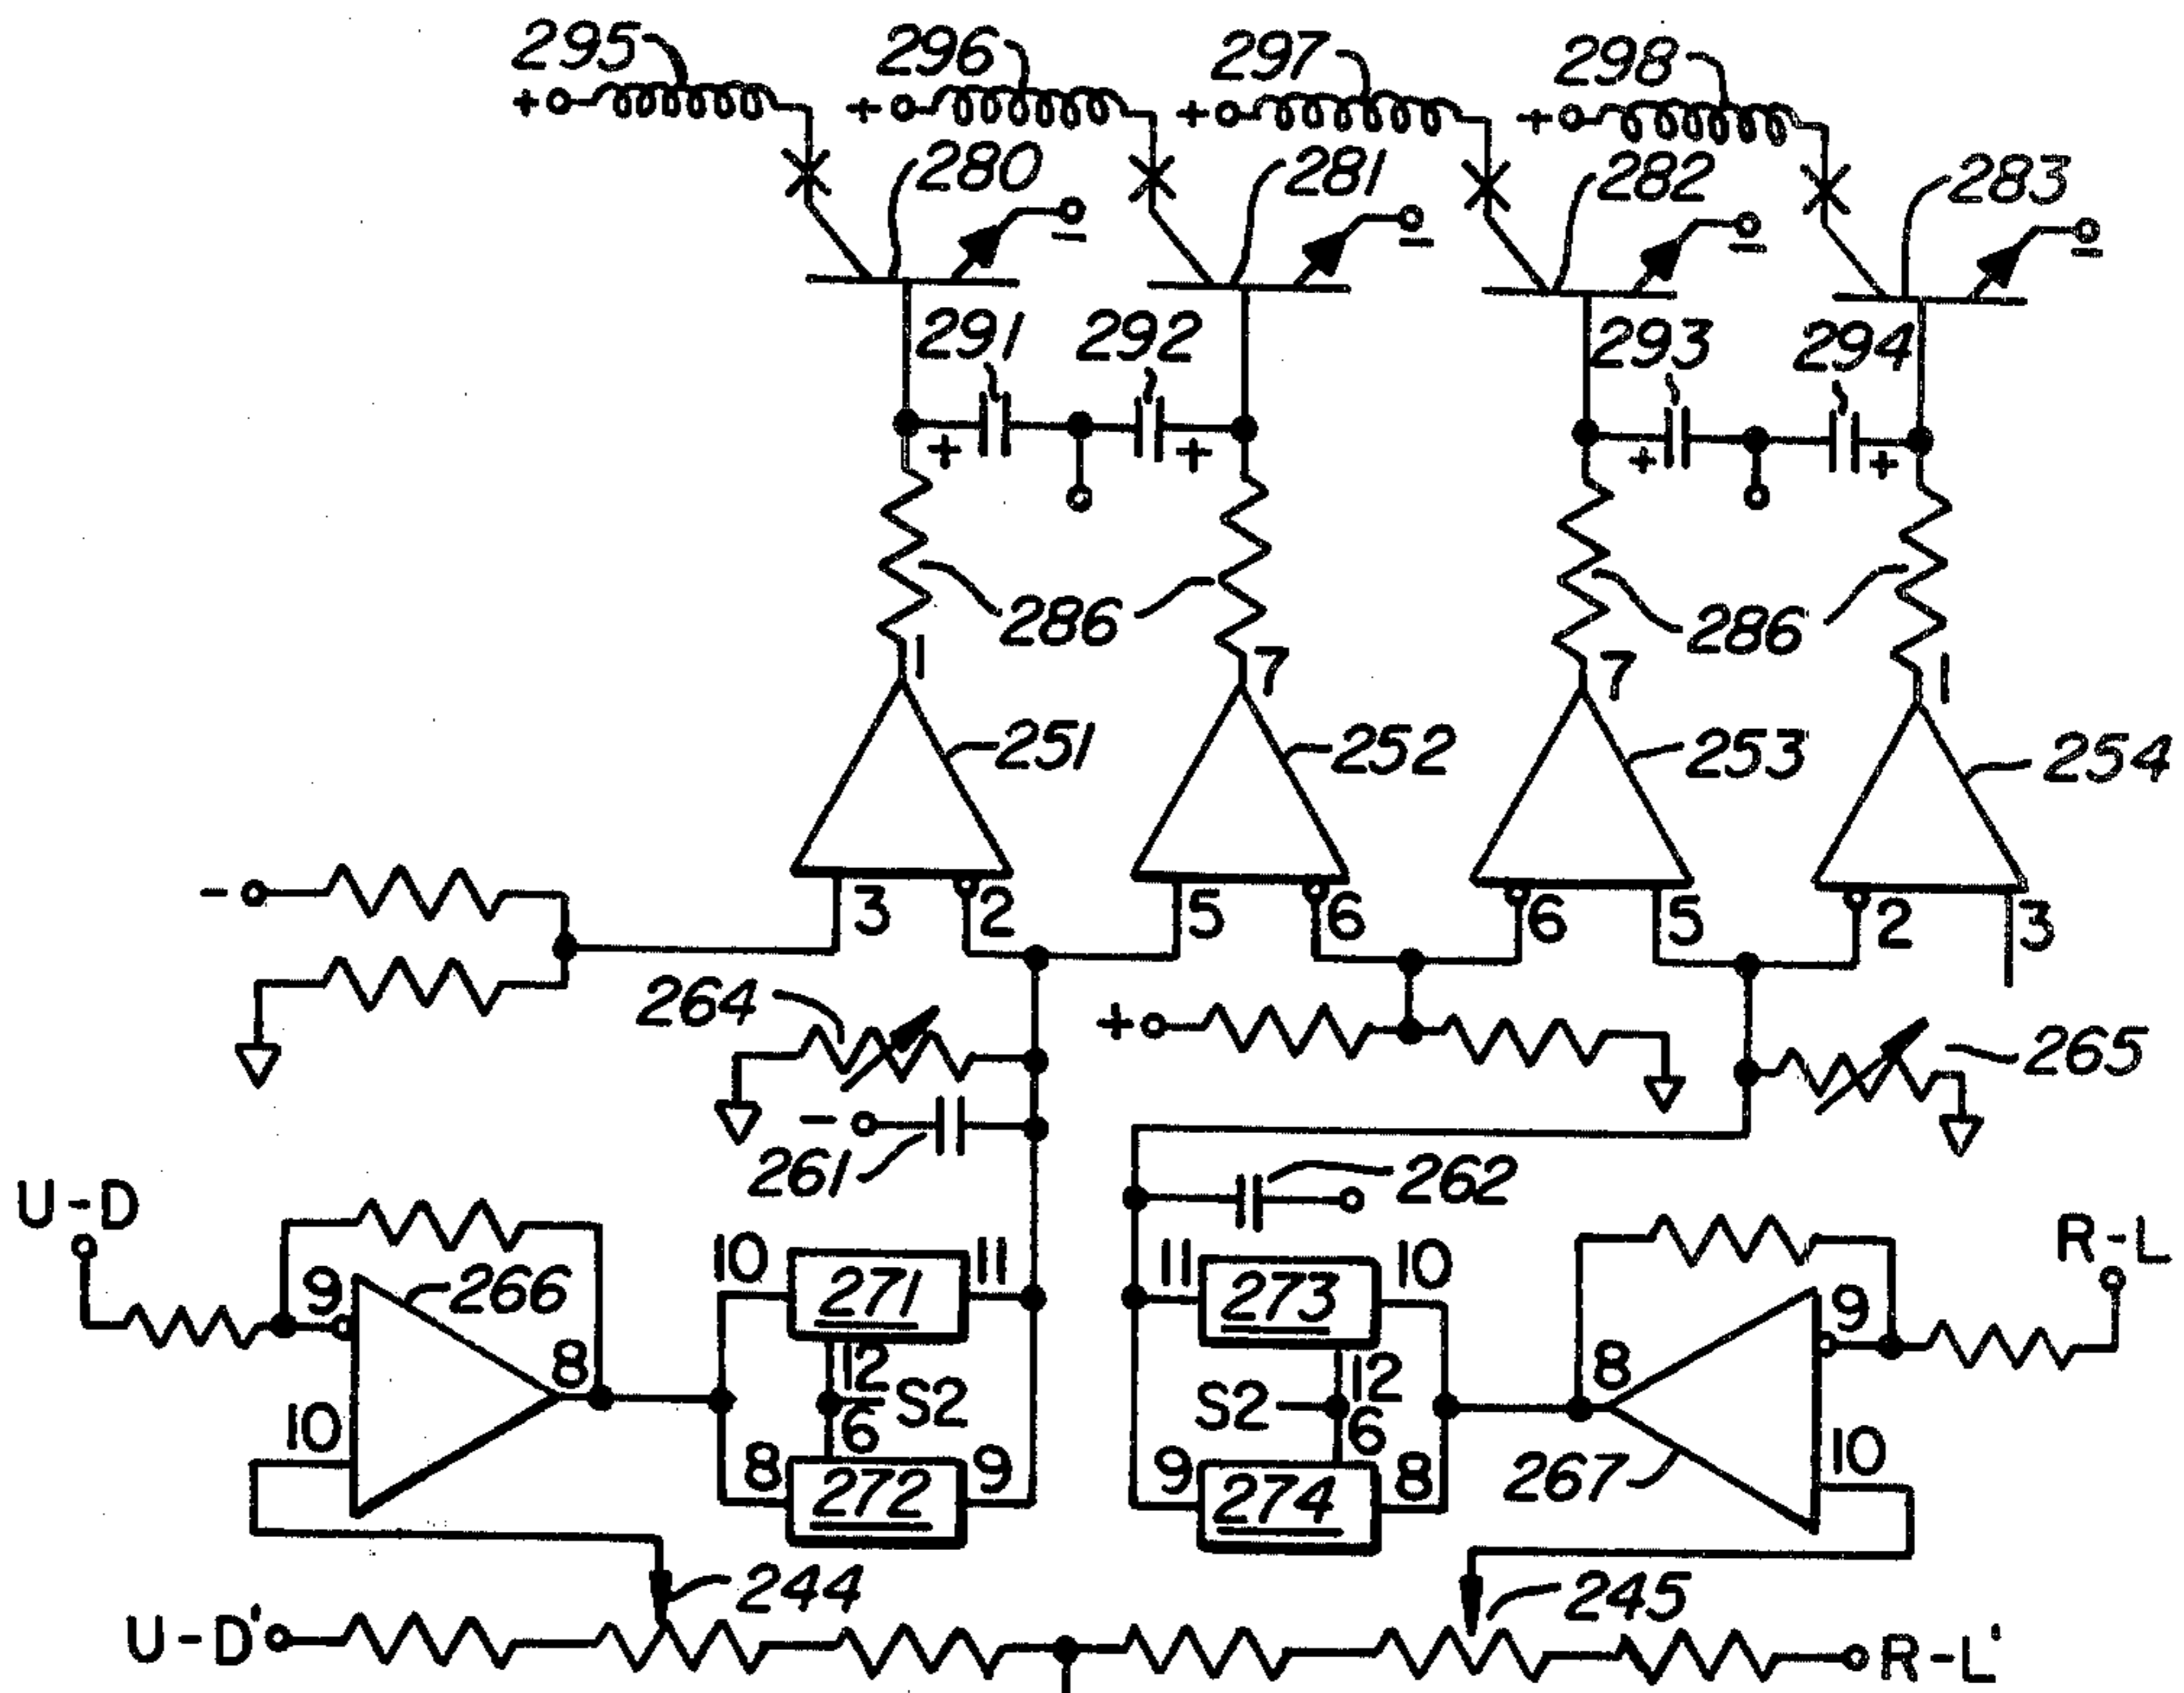 295 296 297 298
+ + + +
280 281 282 283
- - - -
291 292 293 294
+ + + +
286 286
1 7 7 1
251 252 253 254
-
3 2 5 6 6 5 2 3
264 + 265
-
261 262
U-D R-L
10 11 11 10
9 266 271 273 9
8 12 12 8
10 S2 S2 10
6 6
8 272 9 9 274 8 267
244 245
U-D' R-L'